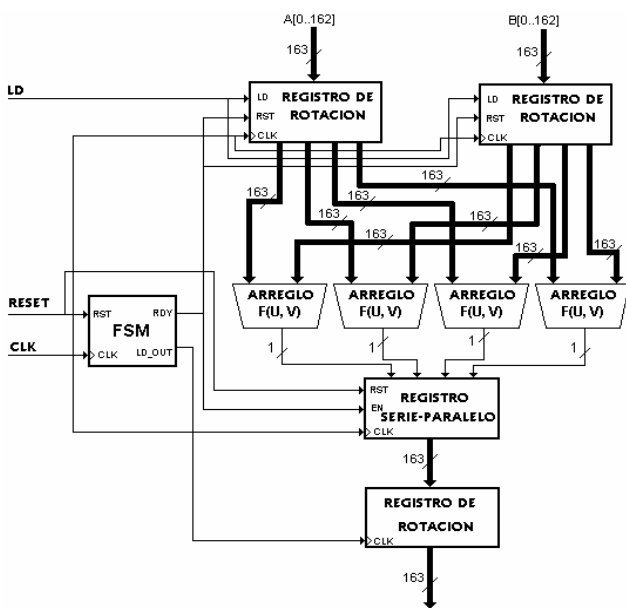 A[0..162]
B[0..162]
163
163
LD
LD
REGISTRO DE
ROTACION
RST
CLK
LD
REGISTRO DE
ROTACION
RST
CLK
163
163
163
163
163
163
163
163
ARREGLO
F(U, V)
ARREGLO
F(U, V)
ARREGLO
F(U, V)
ARREGLO
F(U, V)
RESET
CLK
RST
RDY
FSM
CLK
LD_OUT
1
1
1
1
RST
REGISTRO
SERIE-PARALELO
EN
CLK
163
REGISTRO DE
ROTACION
CLK
163